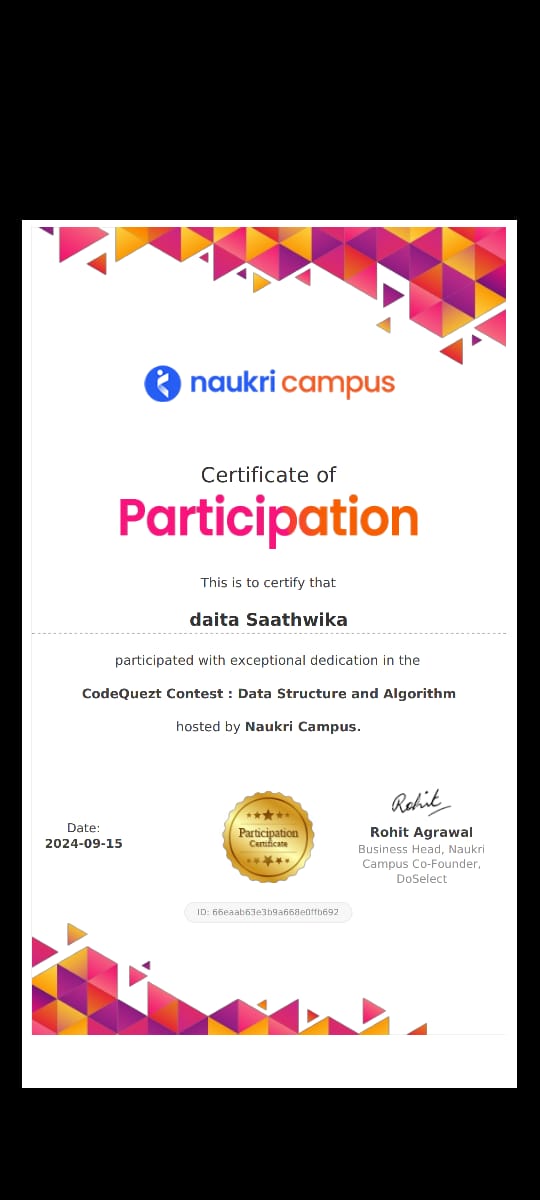 naukri campus
Certificate of
Participation
This is to certify that
daita Saathwika
participated with exceptional dedication in the
CodeQuezt Contest : Data Structure and Algorithm
hosted by Naukri Campus.
Date:
2024-09-15
Participation
Certificate
Rohit
Rohit Agrawal
Business Head, Naukri
Campus Co-Founder,
DoSelect
ID: 66eaab63e3b9a668e0ffb692